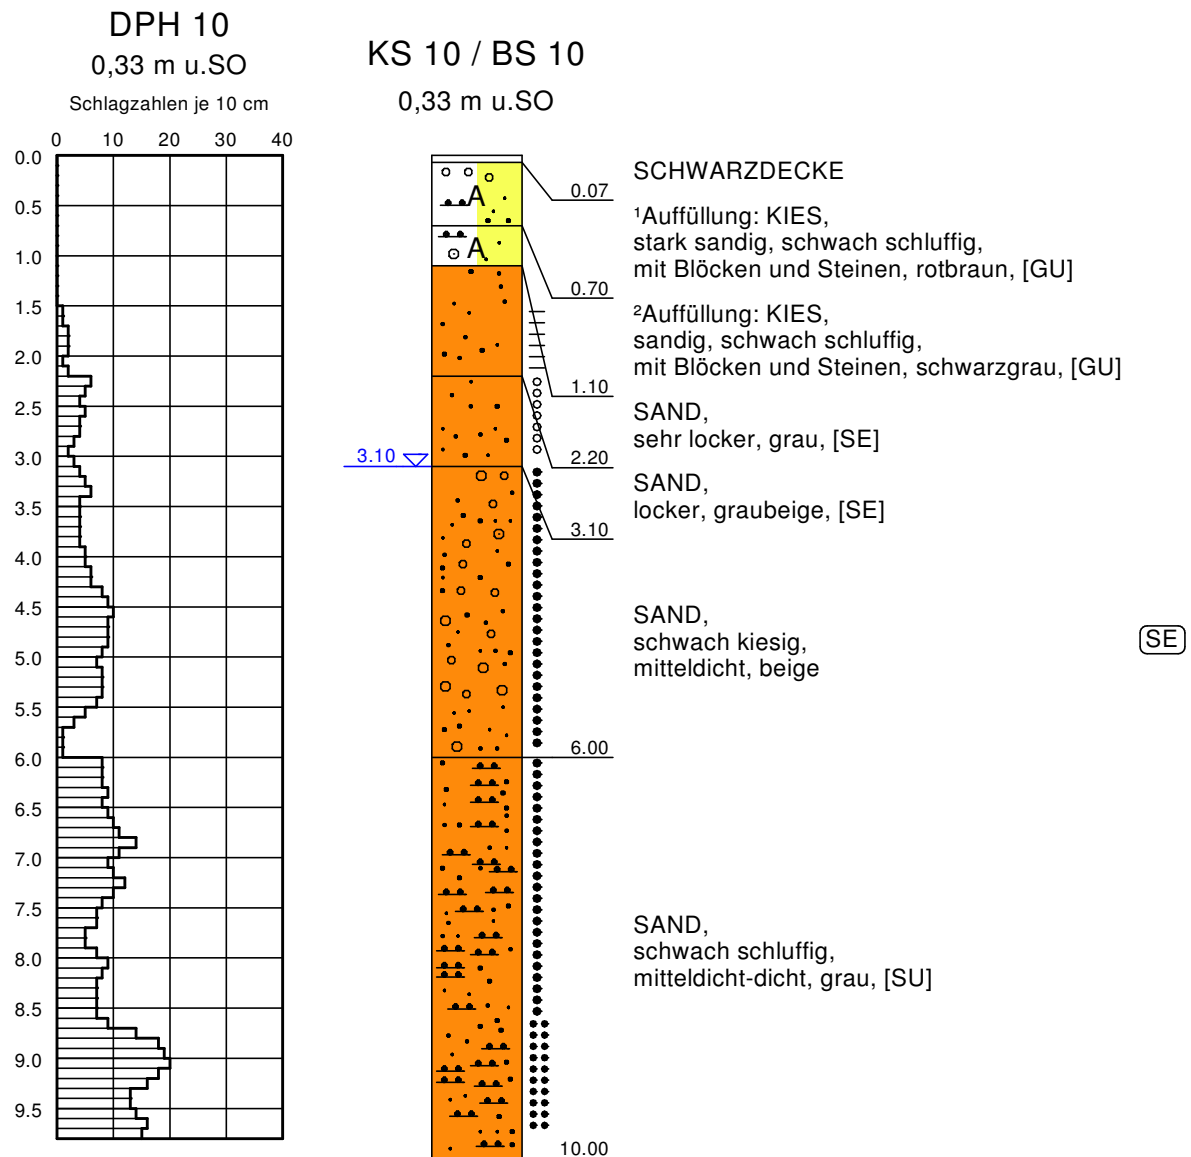 DPH 10
0,33 m u.SO
Schlagzahlen je 10 cm
0 10 20 30 40
0.0
0.5
1.0
1.5
2.0
2.5
3.0
3.5
4.0
4.5
5.0
5.5
6.0
6.5
7.0
7.5
8.0
8.5
9.0
9.5
KS 10 / BS 10
0,33 m u.SO
A
A
3.10
0.07
0.70
1.10
2.20
3.10
6.00
10.00
SCHWARZDECKE
¹Auffüllung: KIES,
stark sandig, schwach schluffig,
mit Blöcken und Steinen, rotbraun, [GU]
²Auffüllung: KIES,
sandig, schwach schluffig,
mit Blöcken und Steinen, schwarzgrau, [GU]
SAND,
sehr locker, grau, [SE]
SAND,
locker, graubeige, [SE]
SAND,
schwach kiesig,
mitteldicht, beige
SE
SAND,
schwach schluffig,
mitteldicht-dicht, grau, [SU]